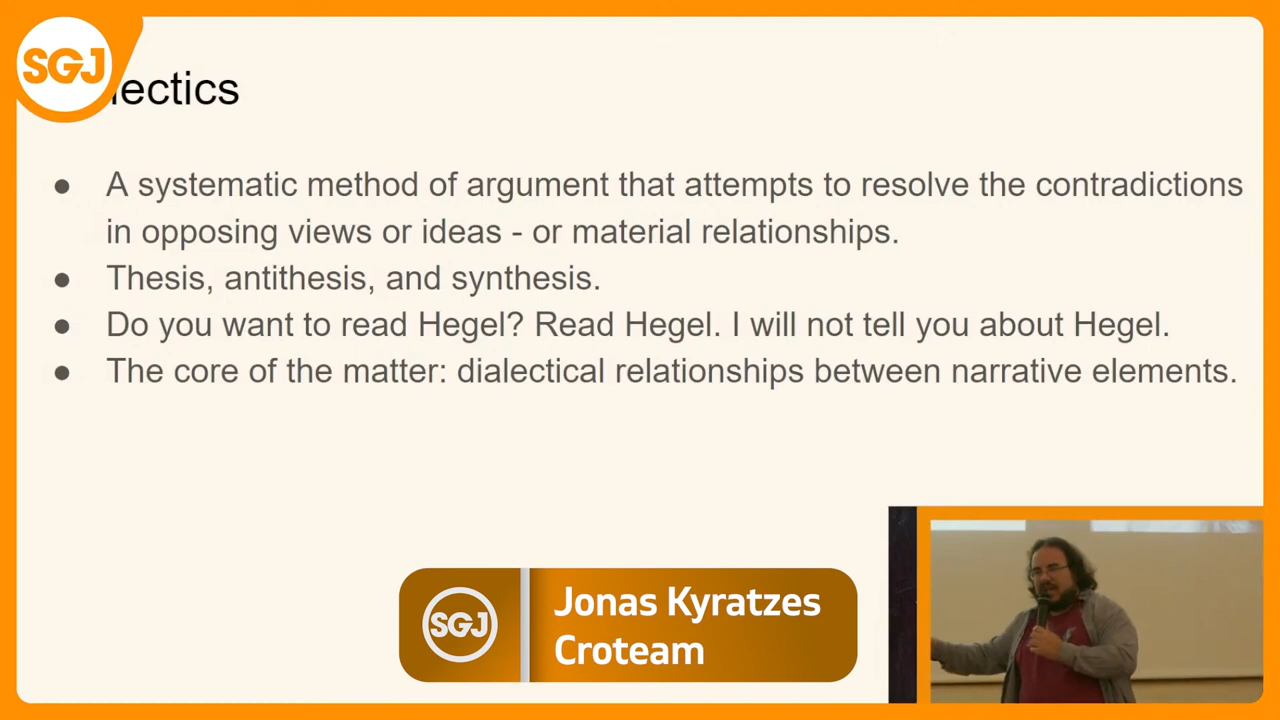 SGJ
lectics
● A systematic method of argument that attempts to resolve the contradictions
in opposing views or ideas - or material relationships.
● Thesis, antithesis, and synthesis.
● Do you want to read Hegel? Read Hegel. I will not tell you about Hegel.
● The core of the matter: dialectical relationships between narrative elements.
SGJ
Jonas Kyratzes
Croteam